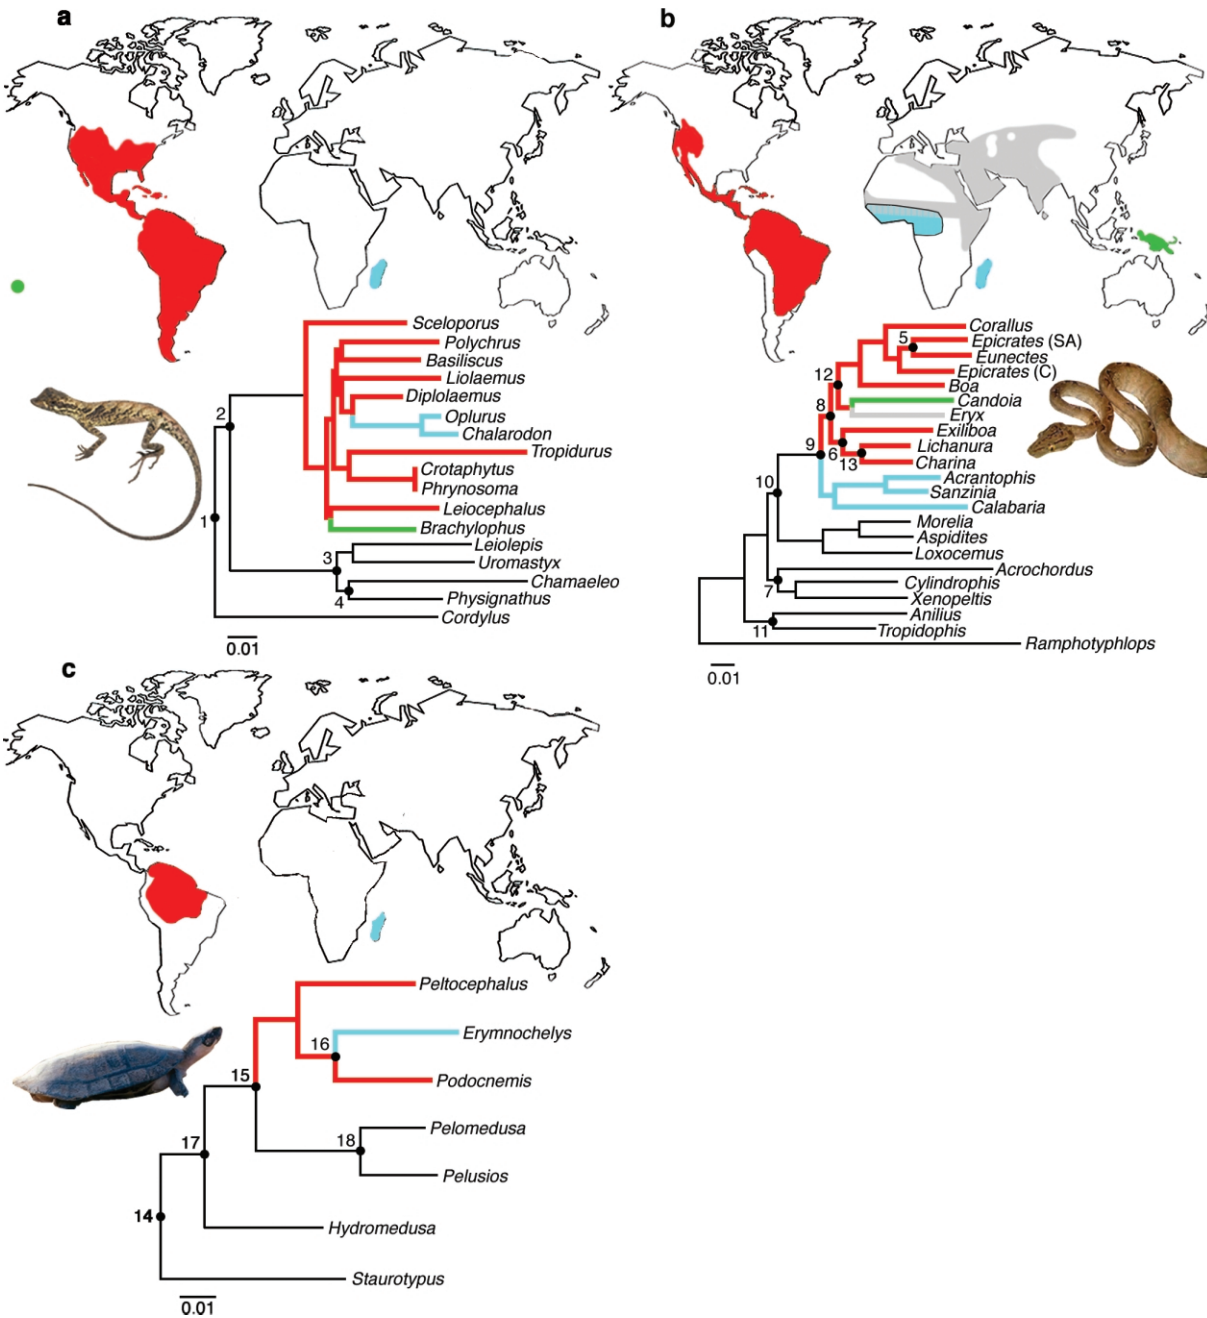 a
2
1
3
4
Sceloporus
Polychrus
Basiliscus
Liolaemus
Diplolaemus
Oplurus
Chalarodon
Tropidurus
Crotaphytus
Phrynosoma
Leiocephalus
Brachylophus
Leiolepis
Uromastyx
Chamaeleo
Physignathus
Cordylus
0.01
b
5
12
8
9
6
13
10
7
11
Corallus
Epicrates (SA)
Eunectes
Epicrates (C)
Boa
Candoia
Eryx
Exiliboa
Lichanura
Charina
Acrantophis
Sanzinia
Calabaria
Morelia
Aspidites
Loxocemus
Acrochordus
Cylindrophis
Xenopeltis
Anilius
Tropidophis
Ramphotyphlops
0.01
c
16
15
18
17
14
Peltocephalus
Erymnochelys
Podocnemis
Pelomedusa
Pelusios
Hydromedusa
Staurotypus
0.01